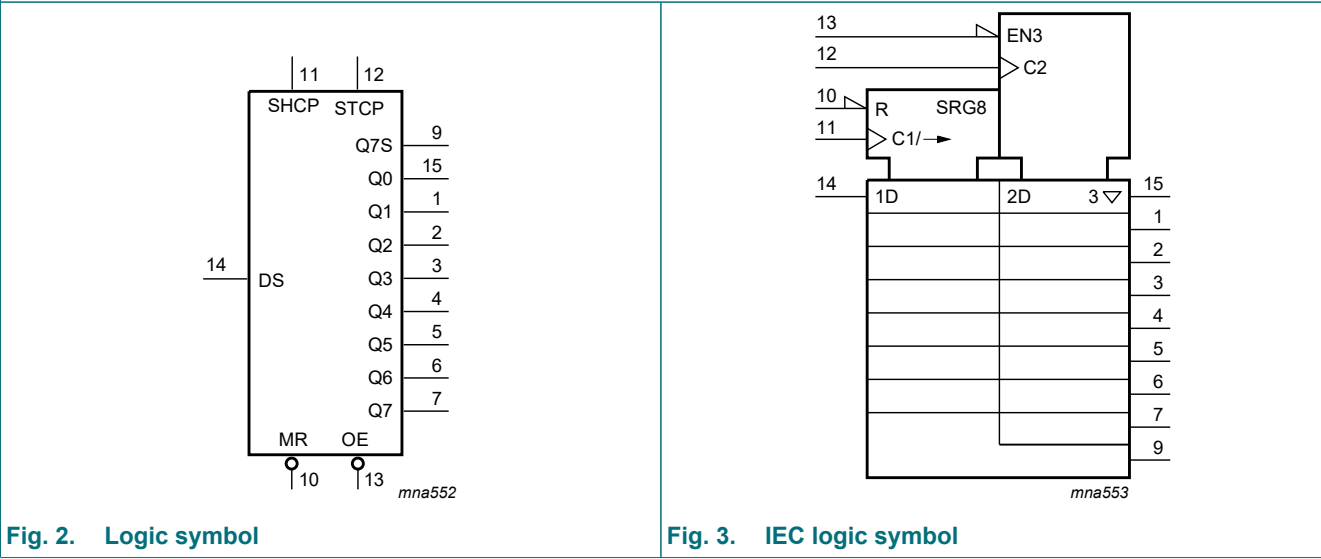 11 12
SHCP STCP
Q7S 9
Q0 15
Q1 1
Q2 2
Q3 3
14 DS
Q4 4
Q5 5
Q6 6
Q7 7
MR OE
10 13
mna552
Fig. 2. Logic symbol
13 EN3
12 C2
10 R SRG8
11 C1/→
14 1D 2D 3 ▽ 15
1
2
3
4
5
6
7
9
mna553
Fig. 3. IEC logic symbol